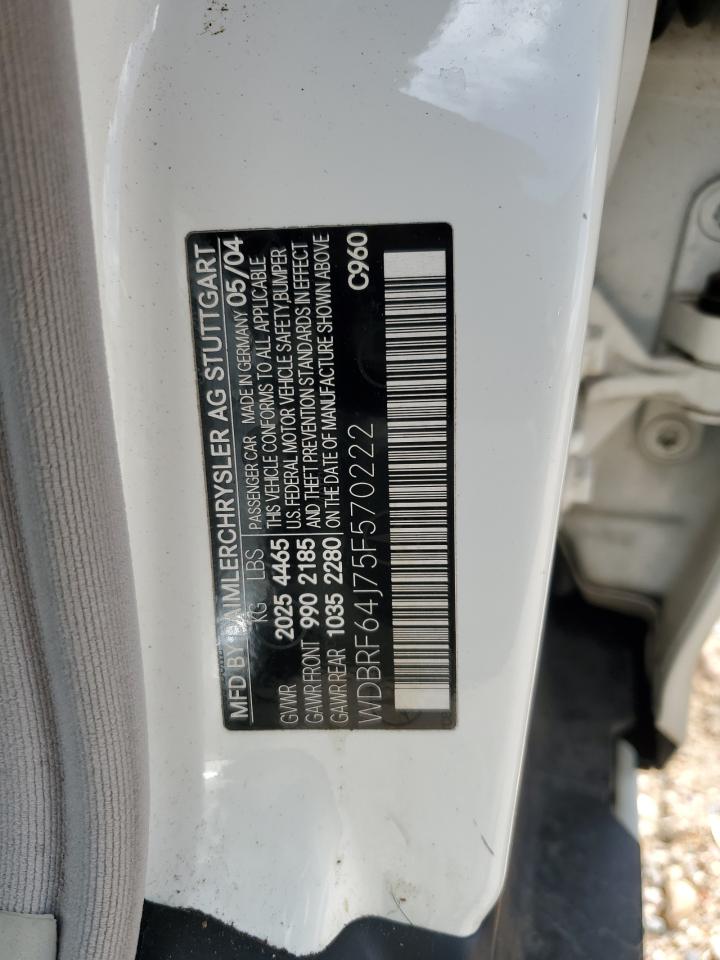 MFD BY DAIMLERCHRYSLER AG STUTTGART
KG LBS PASSENGER CAR MADE IN GERMANY 05/04
GVWR 2025 4465 THIS VEHICLE CONFORMS TO ALL APPLICABLE
U.S. FEDERAL MOTOR VEHICLE SAFETY, BUMPER
GAWR FRONT 990 2185 AND THEFT PREVENTION STANDARDS IN EFFECT
GAWR REAR 1035 2280 ON THE DATE OF MANUFACTURE SHOWN ABOVE
WDBRF64J75F570222 C960